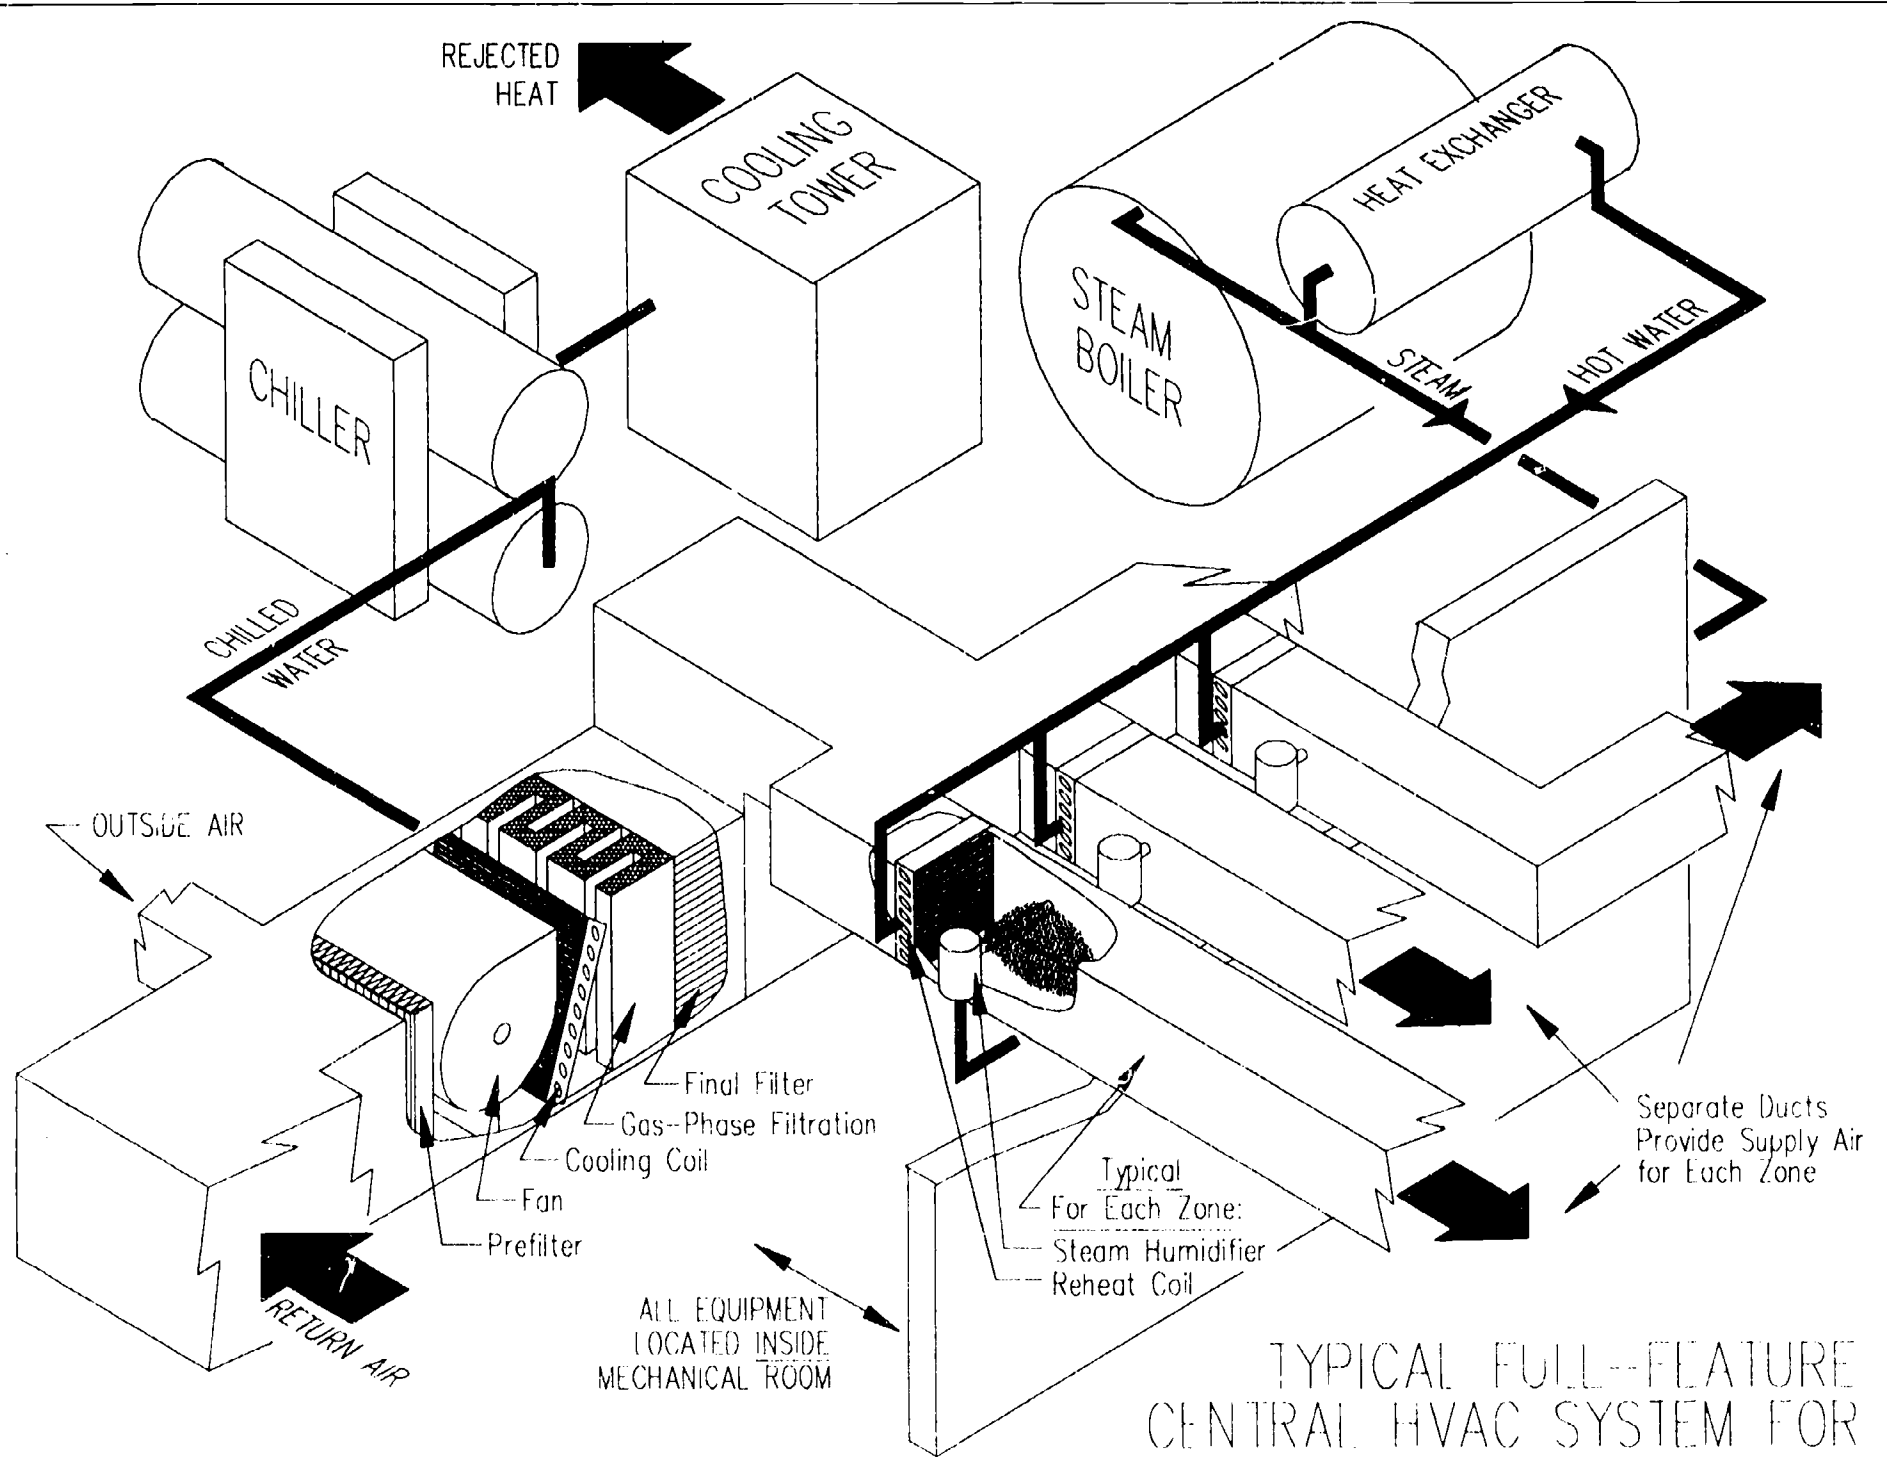 REJECTED
HEAT
COOLING
TOWER
HEAT EXCHANGER
STEAM
BOILER
CHILLER
STEAM
HOT WATER
CHILLED
WATER
OUTSIDE AIR
Final Filter
Gas-Phase Filtration
Cooling Coil
Fan
Prefilter
RETURN AIR
Separate Ducts
Provide Supply Air
for Each Zone
Typical
For Each Zone:
Steam Humidifier
Reheat Coil
ALL EQUIPMENT
LOCATED INSIDE
MECHANICAL ROOM
TYPICAL FULL-FEATURE
CENTRAL HVAC SYSTEM FOR